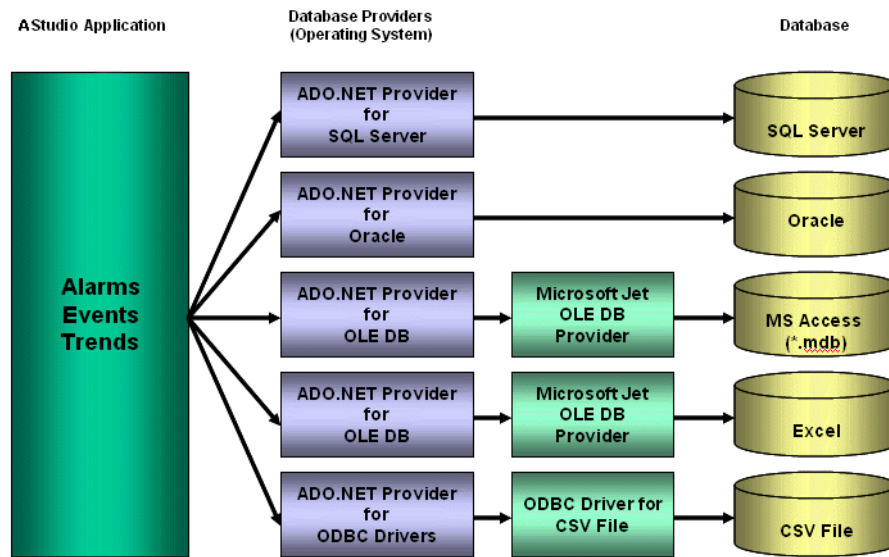 AStudio Application
Database Providers
(Operating System)
Database
Alarms
Events
Trends
ADO.NET Provider
for
SQL Server
SQL Server
ADO.NET Provider
for
Oracle
Oracle
ADO.NET Provider
for
OLE DB
Microsoft Jet
OLE DB
Provider
MS Access
(*.mdb)
ADO.NET Provider
for
OLE DB
Microsoft Jet
OLE DB
Provider
Excel
ADO.NET Provider
for
ODBC Drivers
ODBC Driver for
CSV File
CSV File